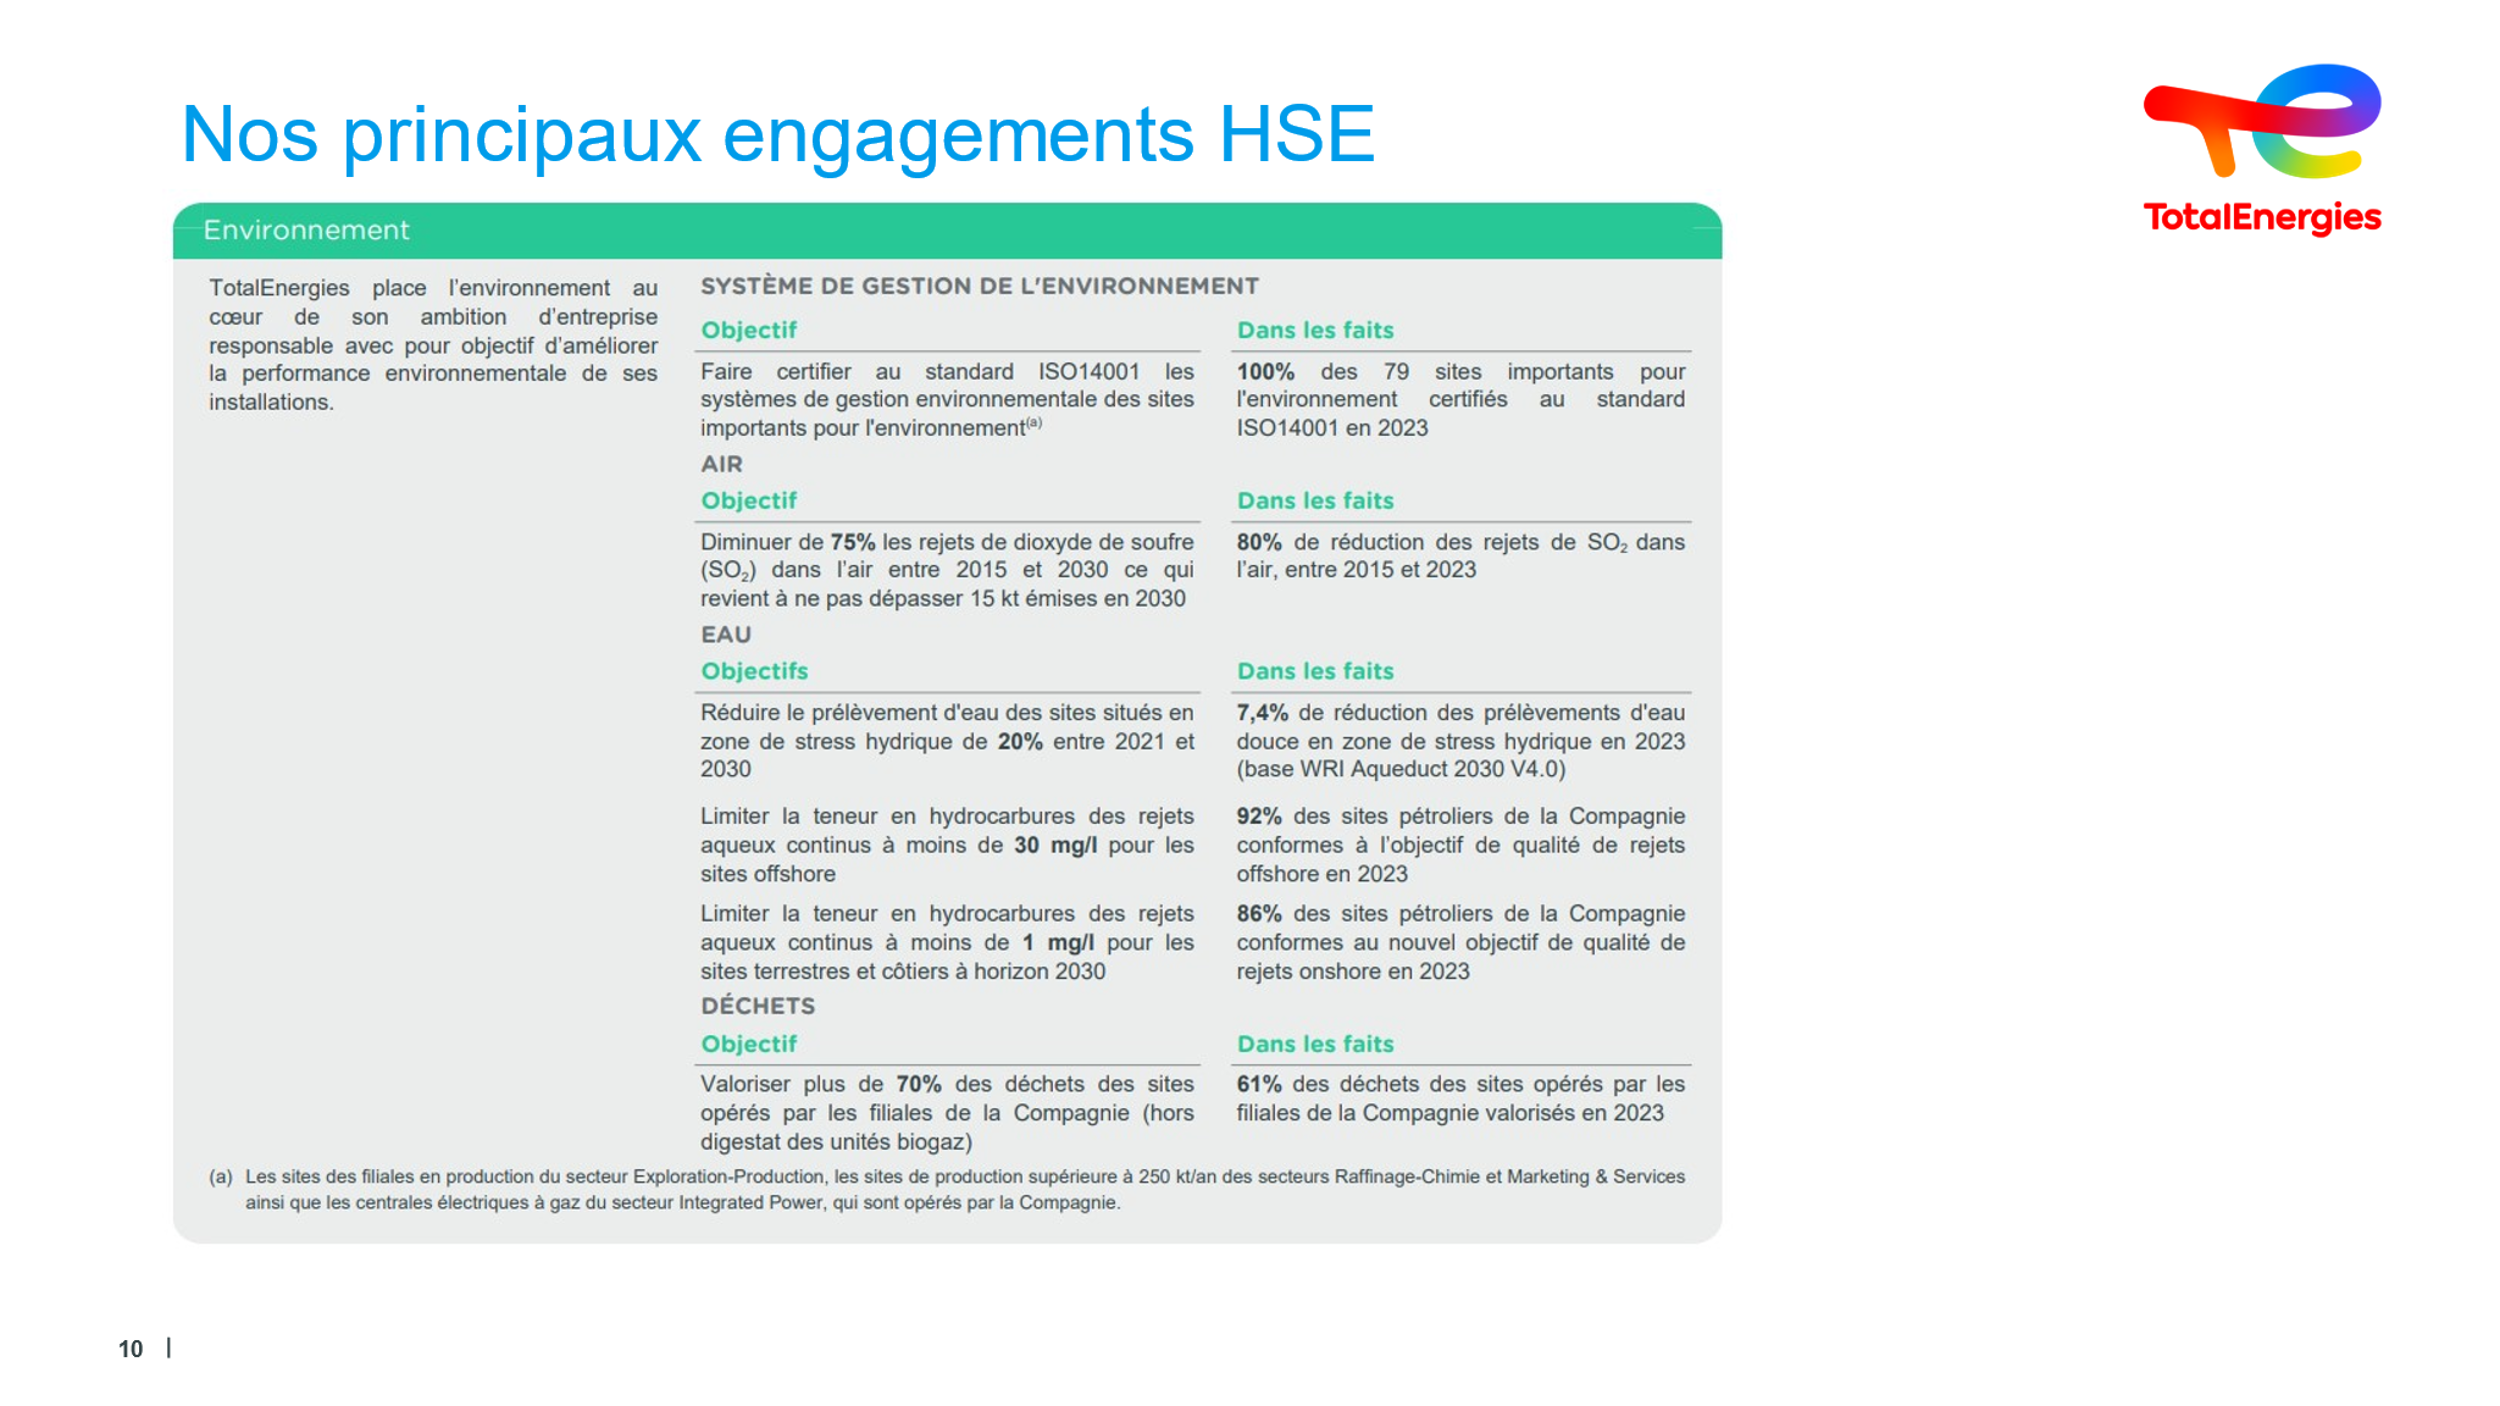 Nos principaux engagements HSE
TotalEnergies
Environnement
TotalEnergies place l’environnement au
cœur de son ambition d’entreprise
responsable avec pour objectif d’améliorer
la performance environnementale de ses
installations.
SYSTÈME DE GESTION DE L’ENVIRONNEMENT
Objectif
Faire certifier au standard ISO14001 les
systèmes de gestion environnementale des sites
importants pour l'environnement(a)
Dans les faits
100% des 79 sites importants pour
l'environnement certifiés au standard
ISO14001 en 2023
AIR
Objectif
Diminuer de 75% les rejets de dioxyde de soufre
(SO₂) dans l’air entre 2015 et 2030 ce qui
revient à ne pas dépasser 15 kt émises en 2030
Dans les faits
80% de réduction des rejets de SO₂ dans
l’air, entre 2015 et 2023
EAU
Objectifs
Dans les faits
Réduire le prélèvement d'eau des sites situés en
zone de stress hydrique de 20% entre 2021 et
2030
7,4% de réduction des prélèvements d'eau
douce en zone de stress hydrique en 2023
(base WRI Aqueduct 2030 V4.0)
Limiter la teneur en hydrocarbures des rejets
aqueux continus à moins de 30 mg/l pour les
sites offshore
92% des sites pétroliers de la Compagnie
conformes à l’objectif de qualité de rejets
offshore en 2023
Limiter la teneur en hydrocarbures des rejets
aqueux continus à moins de 1 mg/l pour les
sites terrestres et côtiers à horizon 2030
86% des sites pétroliers de la Compagnie
conformes au nouvel objectif de qualité de
rejets onshore en 2023
DÉCHETS
Objectif
Valoriser plus de 70% des déchets des sites
opérés par les filiales de la Compagnie (hors
digestat des unités biogaz)
Dans les faits
61% des déchets des sites opérés par les
filiales de la Compagnie valorisés en 2023
(a) Les sites des filiales en production du secteur Exploration-Production, les sites de production supérieure à 250 kt/an des secteurs Raffinage-Chimie et Marketing & Services
ainsi que les centrales électriques à gaz du secteur Integrated Power, qui sont opérés par la Compagnie.
10 |